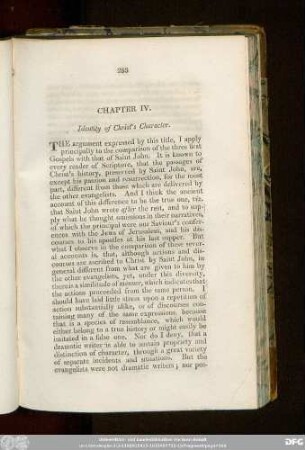 293
CHAPTER IV.
Identity of Christ's Character.
THE argument expressed by this title, I apply
principally to the comparison of the three first
Gospels with that of Saint John. It is known to
every reader of Scripture, that the passages of
Christ's history, preserved by Saint John, are,
except his passion and resurrection, for the most
part, different from those which are delivered by
the other evangelists. And I think the ancient
account of this difference to be the true one, viz.
that Saint John wrote after the rest, and to sup-
ply what he thought omissions in their narratives,
of which the principal were our Saviour's confer-
ences with the Jews of Jerusalem, and his dis-
courses to his apostles at his last supper. But
what I observe in the comparison of these seve-
ral accounts is, that, although actions and dis-
courses are ascribed to Christ by Saint John, in
general different from what are given to him by
the other evangelists, yet, under this diversity,
there is a similitude of manner, which indicates that
the actions proceeded from the same person. I
should have laid little stress upon a repetition of
action substantially alike, or of discourses con-
taining many of the same expressions, because
that is a species of resemblance, which would
either belong to a true history or might easily be
imitated in a false one. Nor do I deny, that a
dramatic writer is able to sustain propriety and
distinction of character, through a great variety
of separate incidents and situations. But the
evangelists were not dramatic writers; nor pos-
DFG